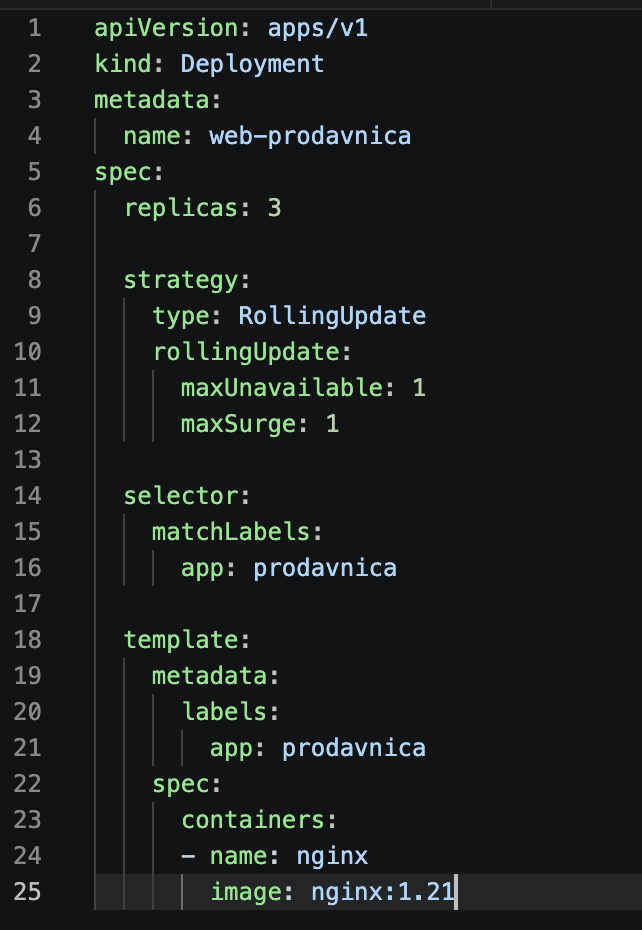 1 apiVersion: apps/v1
2 kind: Deployment
3 metadata:
4   name: web-prodavnica
5 spec:
6   replicas: 3
7
8   strategy:
9     type: RollingUpdate
10     rollingUpdate:
11       maxUnavailable: 1
12       maxSurge: 1
13
14   selector:
15     matchLabels:
16       app: prodavnica
17
18   template:
19     metadata:
20       labels:
21         app: prodavnica
22     spec:
23       containers:
24       - name: nginx
25         image: nginx:1.21